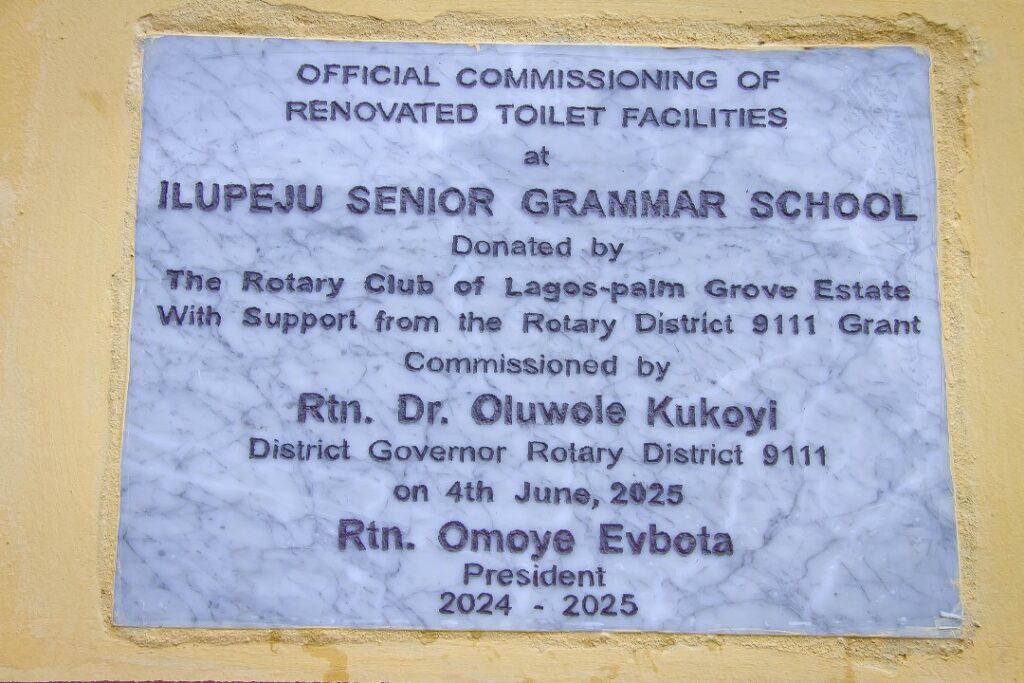 OFFICIAL COMMISSIONING OF
RENOVATED TOILET FACILITIES
at
ILUPEJU SENIOR GRAMMAR SCHOOL
Donated by
The Rotary Club of Lagos-palm Grove Estate
With Support from the Rotary District 9111 Grant
Commissioned by
Rtn. Dr. Oluwole Kukoyi
District Governor Rotary District 9111
on 4th June, 2025
Rtn. Omoye Evbota
President
2024 - 2025